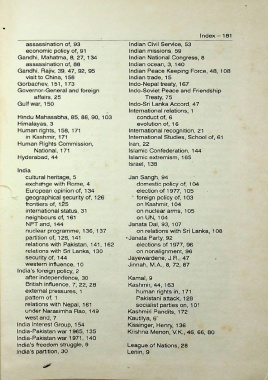 Index – 181
assassination of, 93
economic policy of, 91
Gandhi, Mahatma, 8, 27, 134
assassination of, 88
Gandhi, Rajiv, 39, 47, 92, 95
visit to China, 156
Gorbachev, 151, 173
Governor-General and foreign
affairs, 25
Gulf war, 150
Hindu Mahasabha, 85, 86, 90, 103
Himalayas, 3
Human rights, 158, 171
in Kashmir, 171
Human Rights Commission,
National, 171
Hyderabad, 44
India
cultural heritage, 5
exchange with Rome, 4
European opinion of, 134
geographical security of, 126
frontiers of, 125
international status, 31
neighbours of, 161
NPT and, 144
nuclear programme, 136, 137
partition of, 128, 141
relations with Pakistan, 141, 162
relations with Sri Lanka, 130
security of, 144
western influence, 10
India's foreign policy, 2
after independence, 30
British influence, 7, 22, 28
external pressures, 1
pattern of, 1
relations with Nepal, 161
under Narasimha Rao, 149
west and, 7
India Interest Group, 154
India-Pakistan war 1965, 135
India-Pakistan war 1971, 140
India's freedom struggle, 9
India's partition, 30
Indian Civil Service, 53
Indian missions, 59
Indian National Congress, 8
Indian ocean, 3, 140
Indian Peace Keeping Force, 48, 108
Indian trade, 15
Indo-Nepal treaty, 167
Indo-Soviet Peace and Friendship
Treaty, 75
Indo-Sri Lanka Accord, 47
International relations, 1
conduct of, 6
evolution of, 16
International recognition, 21
International Studies, School of, 61
Iran, 22
Islamic Confederation, 144
Islamic extremism, 165
Israel, 138
Jan Sangh, 94
domestic policy of, 104
election of 1977, 105
foreign policy of, 103
on Kashmir, 104
on nuclear arms, 105
on UN, 104
Janata Dal, 93, 107
on relations with Sri Lanka, 108
Janata Party, 92
elections of 1977, 96
on nonalignment, 96
Jayewardene, J.R., 47
Jinnah, M.A., 8, 72, 87
Kamal, 9
Kashmir, 44, 163
human rights in, 171
Pakistani attack, 128
socialist parties on, 101
Kashmiri Pandits, 172
Kautilya, 6
Kissinger, Henry, 136
Krishna Menon, V.K., 46, 66, 80
League of Nations, 28
Lenin, 9